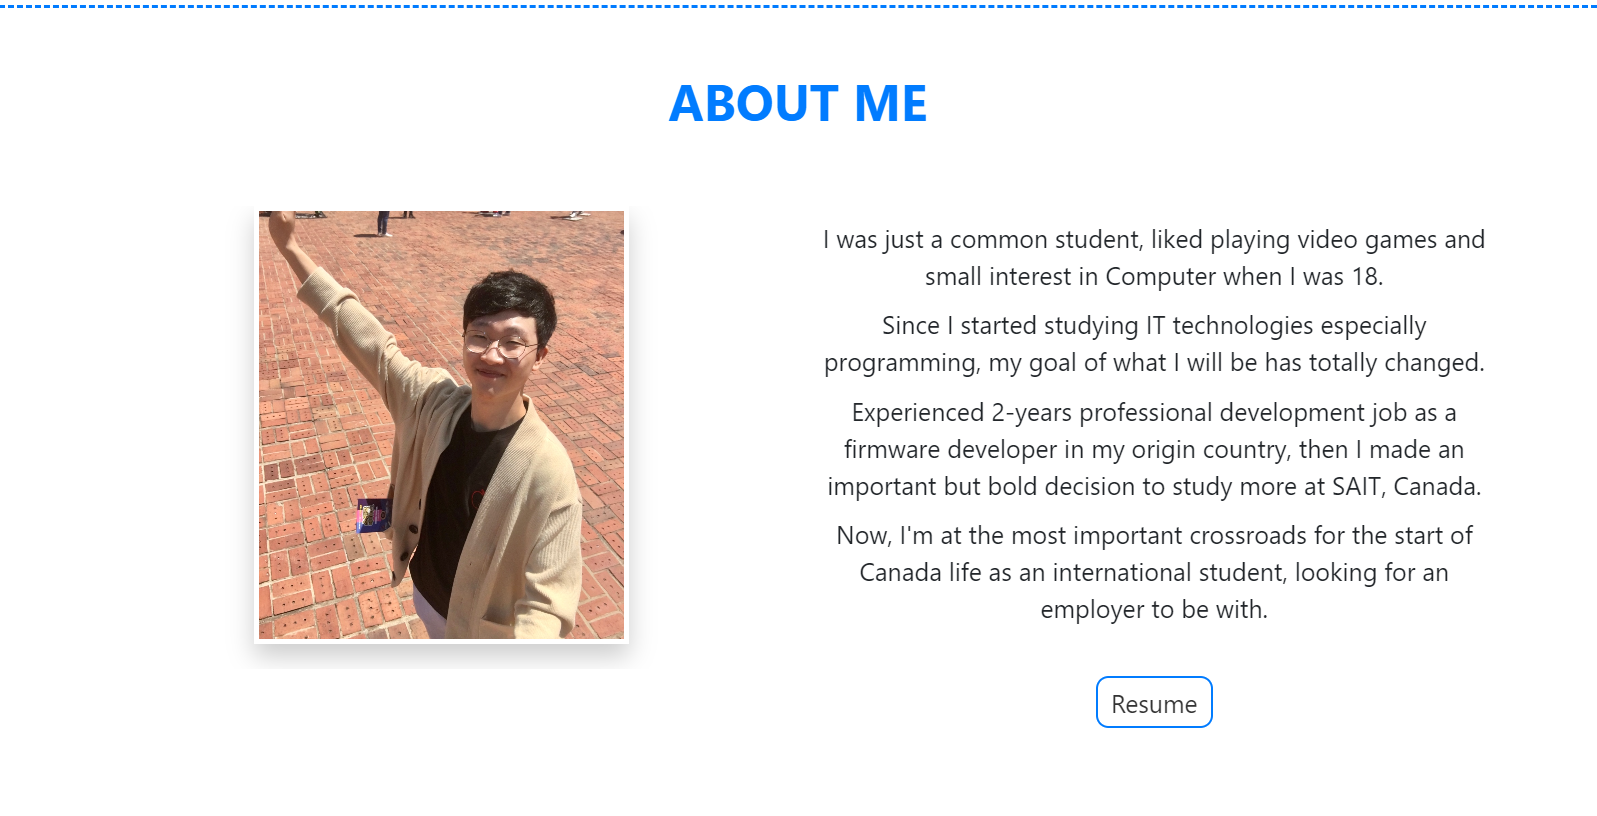 ABOUT ME
I was just a common student, liked playing video games and
small interest in Computer when I was 18.
Since I started studying IT technologies especially
programming, my goal of what I will be has totally changed.
Experienced 2-years professional development job as a
firmware developer in my origin country, then I made an
important but bold decision to study more at SAIT, Canada.
Now, I'm at the most important crossroads for the start of
Canada life as an international student, looking for an
employer to be with.
Resume